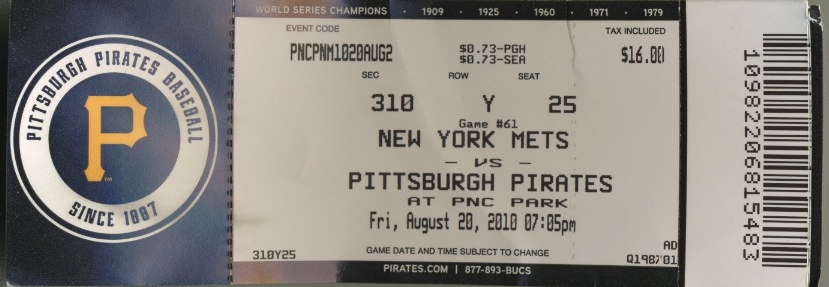 PITTSBURGH PIRATES BASEBALL
P
TM
SINCE 1887
WORLD SERIES CHAMPIONS · 1909 · 1925 · 1960 · 1971 · 1979
EVENT CODE
TAX INCLUDED
PNCPNM1020AUG2
$0.73-PGH
$0.73-SEA
$16.00
SEC ROW SEAT
310 Y 25
Game #61
NEW YORK METS
- VS -
PITTSBURGH PIRATES
AT PNC PARK
Fri, August 20, 2010 07:05pm
310Y25
GAME DATE AND TIME SUBJECT TO CHANGE
AD
Q198701
PIRATES.COM | 877-893-BUCS
10982206815483